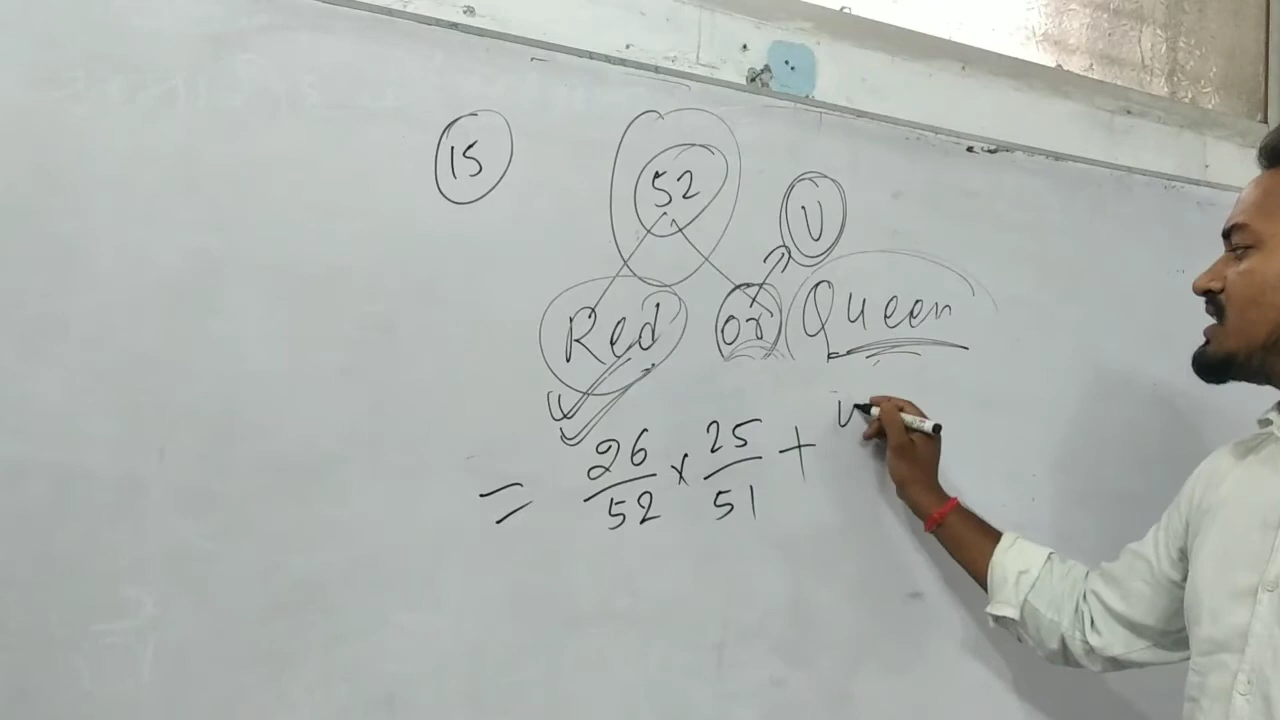 15
52
U
Red or Queen
= 26/52 × 25/51 +